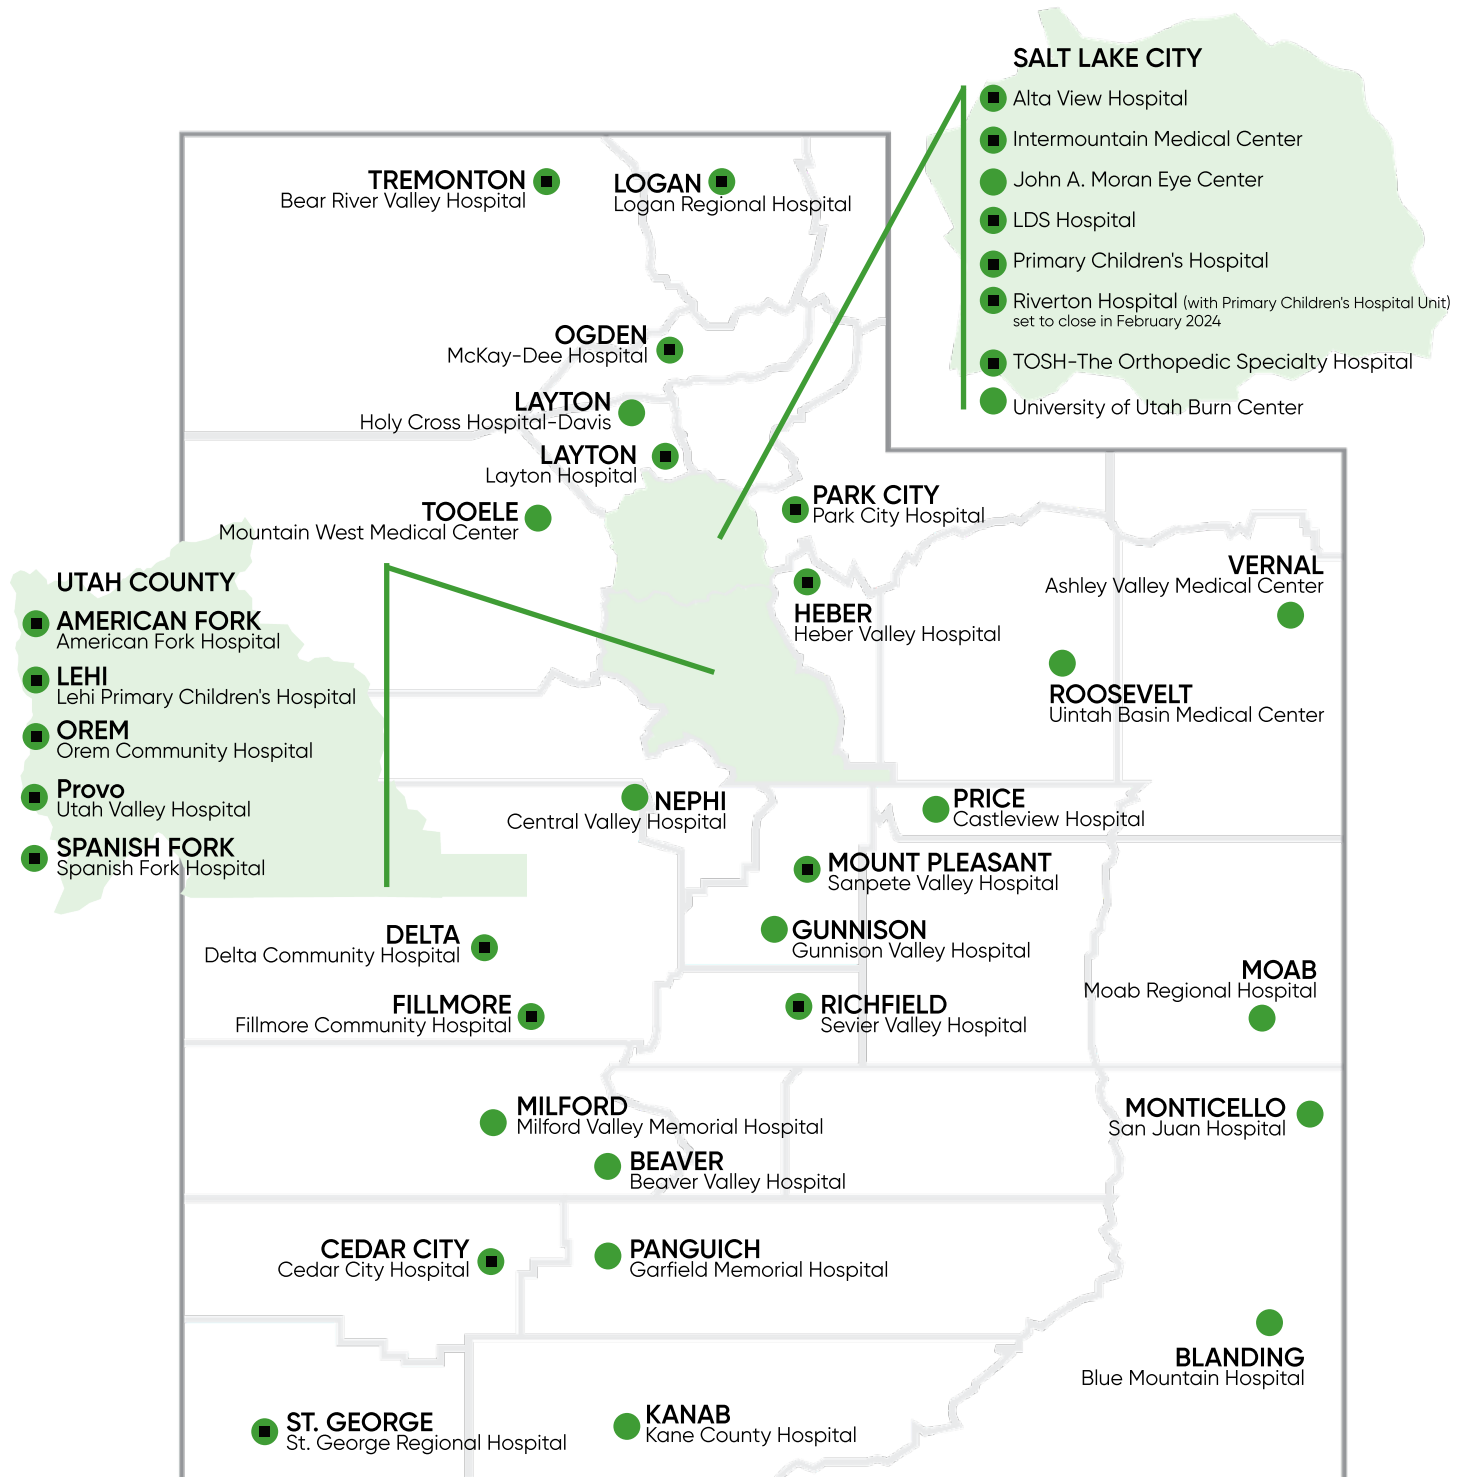 SALT LAKE CITY
Alta View Hospital
Intermountain Medical Center
John A. Moran Eye Center
LDS Hospital
Primary Children's Hospital
Riverton Hospital (with Primary Children's Hospital Unit)
set to close in February 2024
TOSH-The Orthopedic Specialty Hospital
University of Utah Burn Center
TREMONTON
Bear River Valley Hospital
LOGAN
Logan Regional Hospital
OGDEN
McKay-Dee Hospital
LAYTON
Holy Cross Hospital-Davis
LAYTON
Layton Hospital
TOOELE
Mountain West Medical Center
PARK CITY
Park City Hospital
HEBER
Heber Valley Hospital
VERNAL
Ashley Valley Medical Center
ROOSEVELT
Uintah Basin Medical Center
UTAH COUNTY
AMERICAN FORK
American Fork Hospital
LEHI
Lehi Primary Children's Hospital
OREM
Orem Community Hospital
Provo
Utah Valley Hospital
SPANISH FORK
Spanish Fork Hospital
NEPHI
Central Valley Hospital
PRICE
Castleview Hospital
MOUNT PLEASANT
Sanpete Valley Hospital
GUNNISON
Gunnison Valley Hospital
DELTA
Delta Community Hospital
FILLMORE
Fillmore Community Hospital
RICHFIELD
Sevier Valley Hospital
MOAB
Moab Regional Hospital
MILFORD
Milford Valley Memorial Hospital
BEAVER
Beaver Valley Hospital
MONTICELLO
San Juan Hospital
CEDAR CITY
Cedar City Hospital
PANGUICH
Garfield Memorial Hospital
BLANDING
Blue Mountain Hospital
ST. GEORGE
St. George Regional Hospital
KANAB
Kane County Hospital